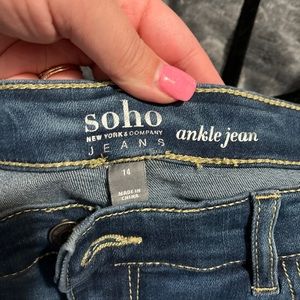 soho
NEW YORK & COMPANY
JEANS
ankle jean
14
MADE IN
CHINA